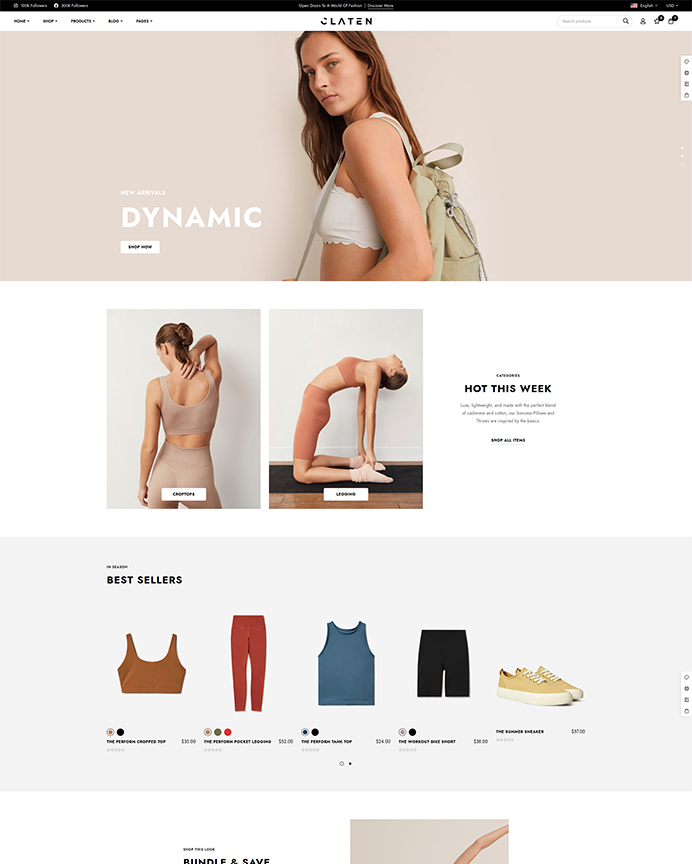 100k Followers 300k Followers
Open Doors To A World Of Fashion | Discover More
English USD
HOME SHOP PRODUCTS BLOG PAGES
CLATEN
Search products
NEW ARRIVALS
DYNAMIC
SHOP NOW
CROPTOPS
LEGGING
CATEGORIES
HOT THIS WEEK
Luxe, lightweight, and made with the perfect blend
of cashmere and cotton, our Sonoma Pillows and
Throws are inspired by the basics.
SHOP ALL ITEMS
IN SEASON
BEST SELLERS
THE PERFORM CROPPED TOP $35.00
THE PERFORM POCKET LEGGING $52.00
THE PERFORM TANK TOP $24.00
THE WORKOUT BIKE SHORT $38.00
THE SUMMER SNEAKER $57.00
SHOP THIS LOOK
BUNDLE & SAVE